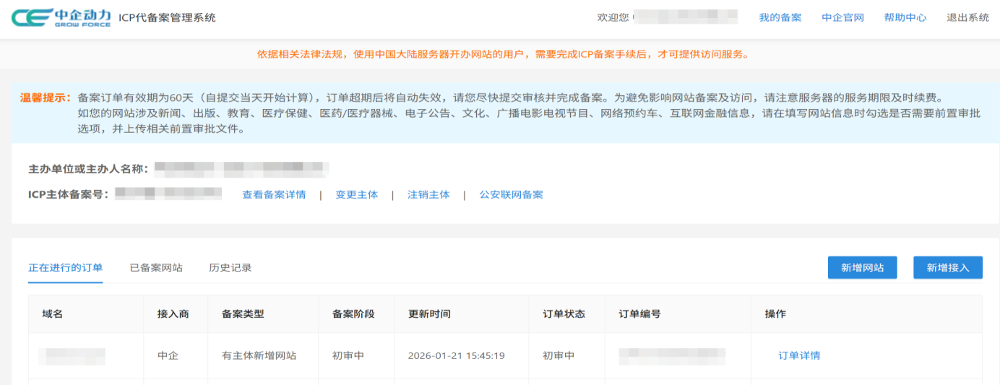 中企动力
GROW FORCE
ICP代备案管理系统
欢迎您
我的备案
中企官网
帮助中心
退出系统
依据相关法律法规，使用中国大陆服务器开办网站的用户，需要完成ICP备案手续后，才可提供访问服务。
温馨提示：
备案订单有效期为60天（自提交当天开始计算），订单超期后将自动失效，请您尽快提交审核并完成备案。为避免影响网站备案及访问，请注意服务器的服务期限及时续费。
如您的网站涉及新闻、出版、教育、医疗保健、医药/医疗器械、电子公告、文化、广播电影电视节目、网络预约车、互联网金融信息，请在填写网站信息时勾选是否需要前置审批
选项，并上传相关前置审批文件。
主办单位或主办人名称：
ICP主体备案号： 查看备案详情 | 变更主体 | 注销主体 | 公安联网备案
正在进行的订单 已备案网站 历史记录 新增网站 新增接入
域名 接入商 备案类型 备案阶段 更新时间 订单状态 订单编号 操作
中企 有主体新增网站 初审中 2026-01-21 15:45:19 初审中 订单详情